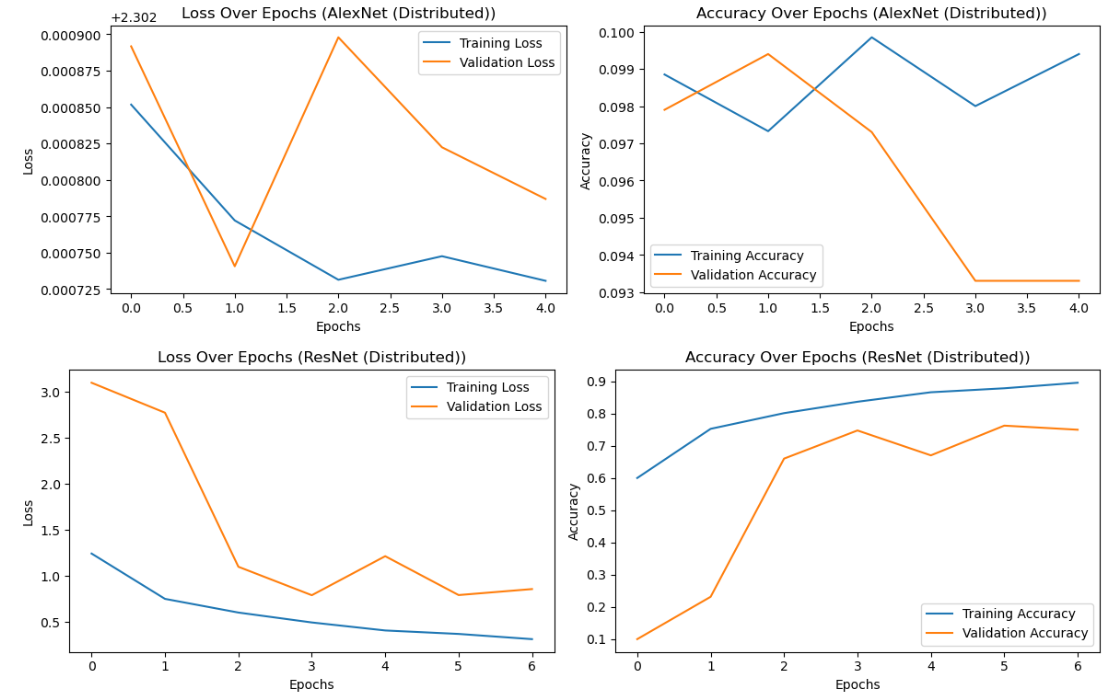 Loss Over Epochs (AlexNet (Distributed))
+2.302
0.000900
0.000875
0.000850
0.000825
0.000800
0.000775
0.000750
0.000725
Loss
Training Loss
Validation Loss
0.0 0.5 1.0 1.5 2.0 2.5 3.0 3.5 4.0
Epochs
Accuracy Over Epochs (AlexNet (Distributed))
0.100
0.099
0.098
0.097
0.096
0.095
0.094
0.093
Accuracy
Training Accuracy
Validation Accuracy
0.0 0.5 1.0 1.5 2.0 2.5 3.0 3.5 4.0
Epochs
Loss Over Epochs (ResNet (Distributed))
3.0
2.5
2.0
1.5
1.0
0.5
Loss
Training Loss
Validation Loss
0 1 2 3 4 5 6
Epochs
Accuracy Over Epochs (ResNet (Distributed))
0.9
0.8
0.7
0.6
0.5
0.4
0.3
0.2
0.1
Accuracy
Training Accuracy
Validation Accuracy
0 1 2 3 4 5 6
Epochs